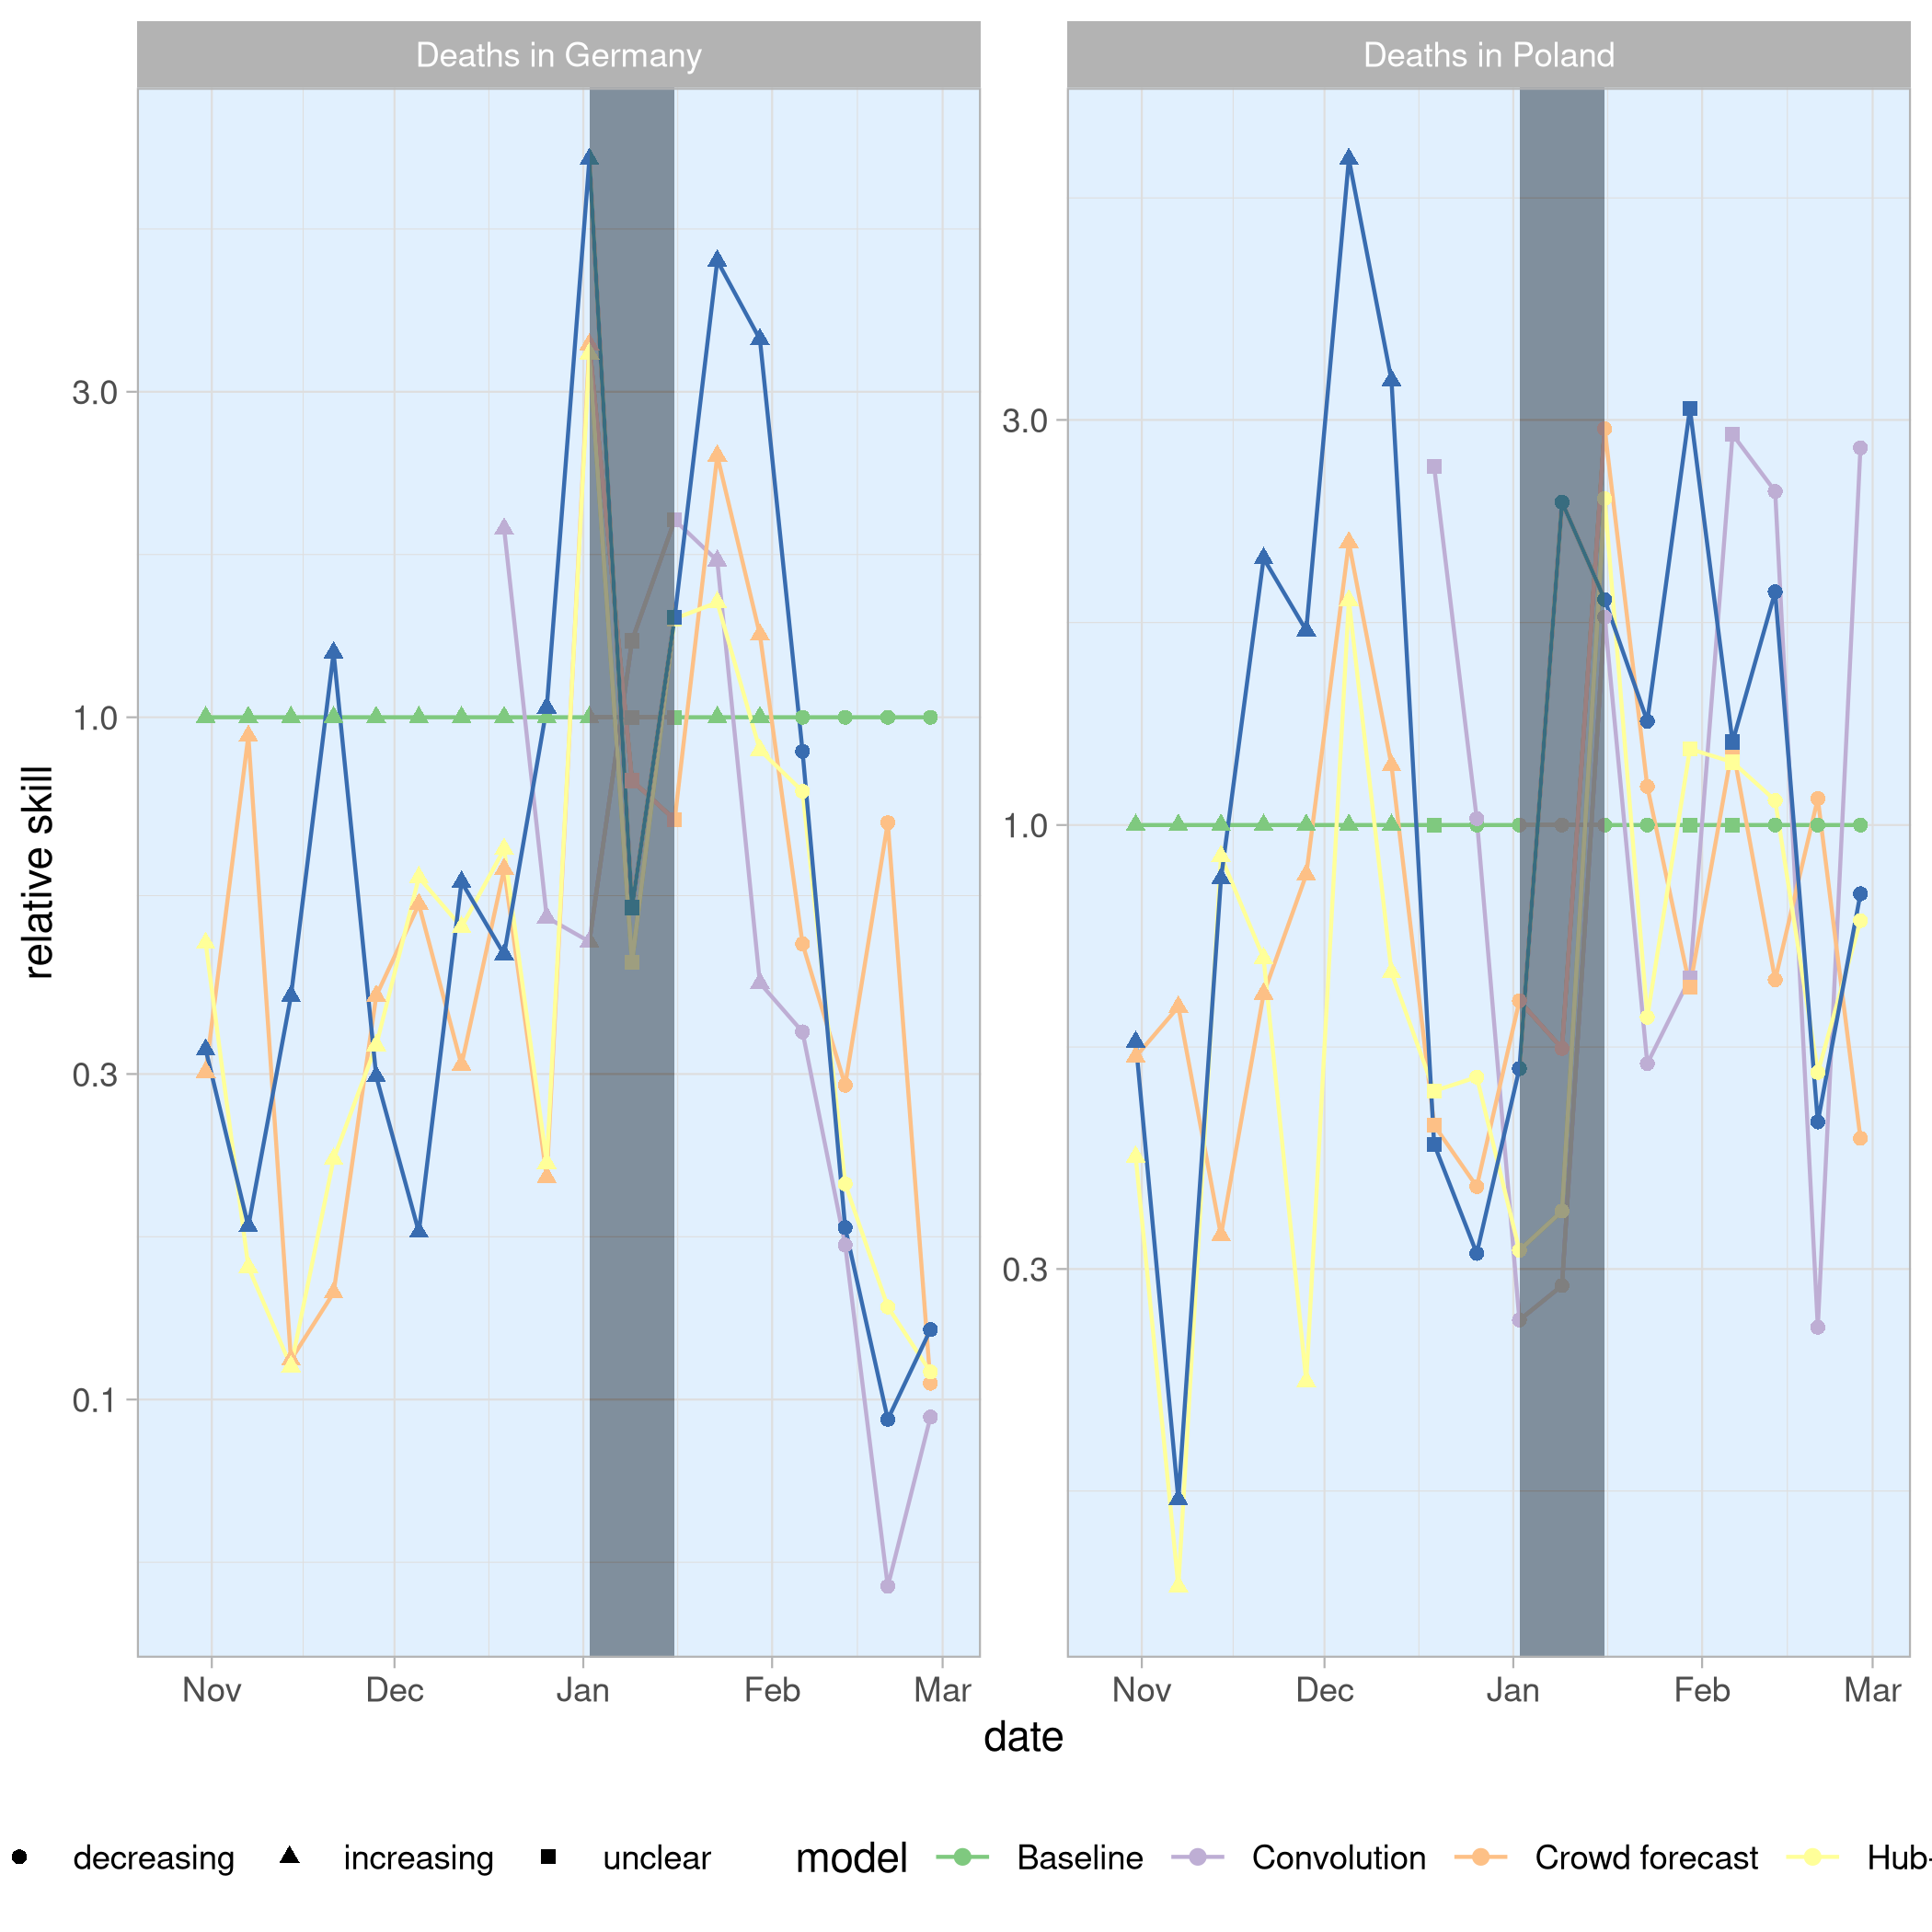 Deaths in Germany
Deaths in Poland
3.0
1.0
0.3
0.1
3.0
1.0
0.3
relative skill
Nov Dec Jan Feb Mar
Nov Dec Jan Feb Mar
date
decreasing increasing unclear model Baseline Convolution Crowd forecast Hub-